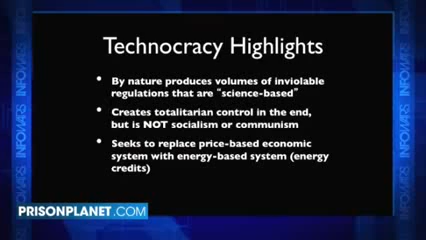 Technocracy Highlights
• By nature produces volumes of inviolable
regulations that are “science-based”
• Creates totalitarian control in the end,
but is NOT socialism or communism
• Seeks to replace price-based economic
system with energy-based system (energy
credits)
PRISONPLANET.COM
INFOWARS
INFOWARS